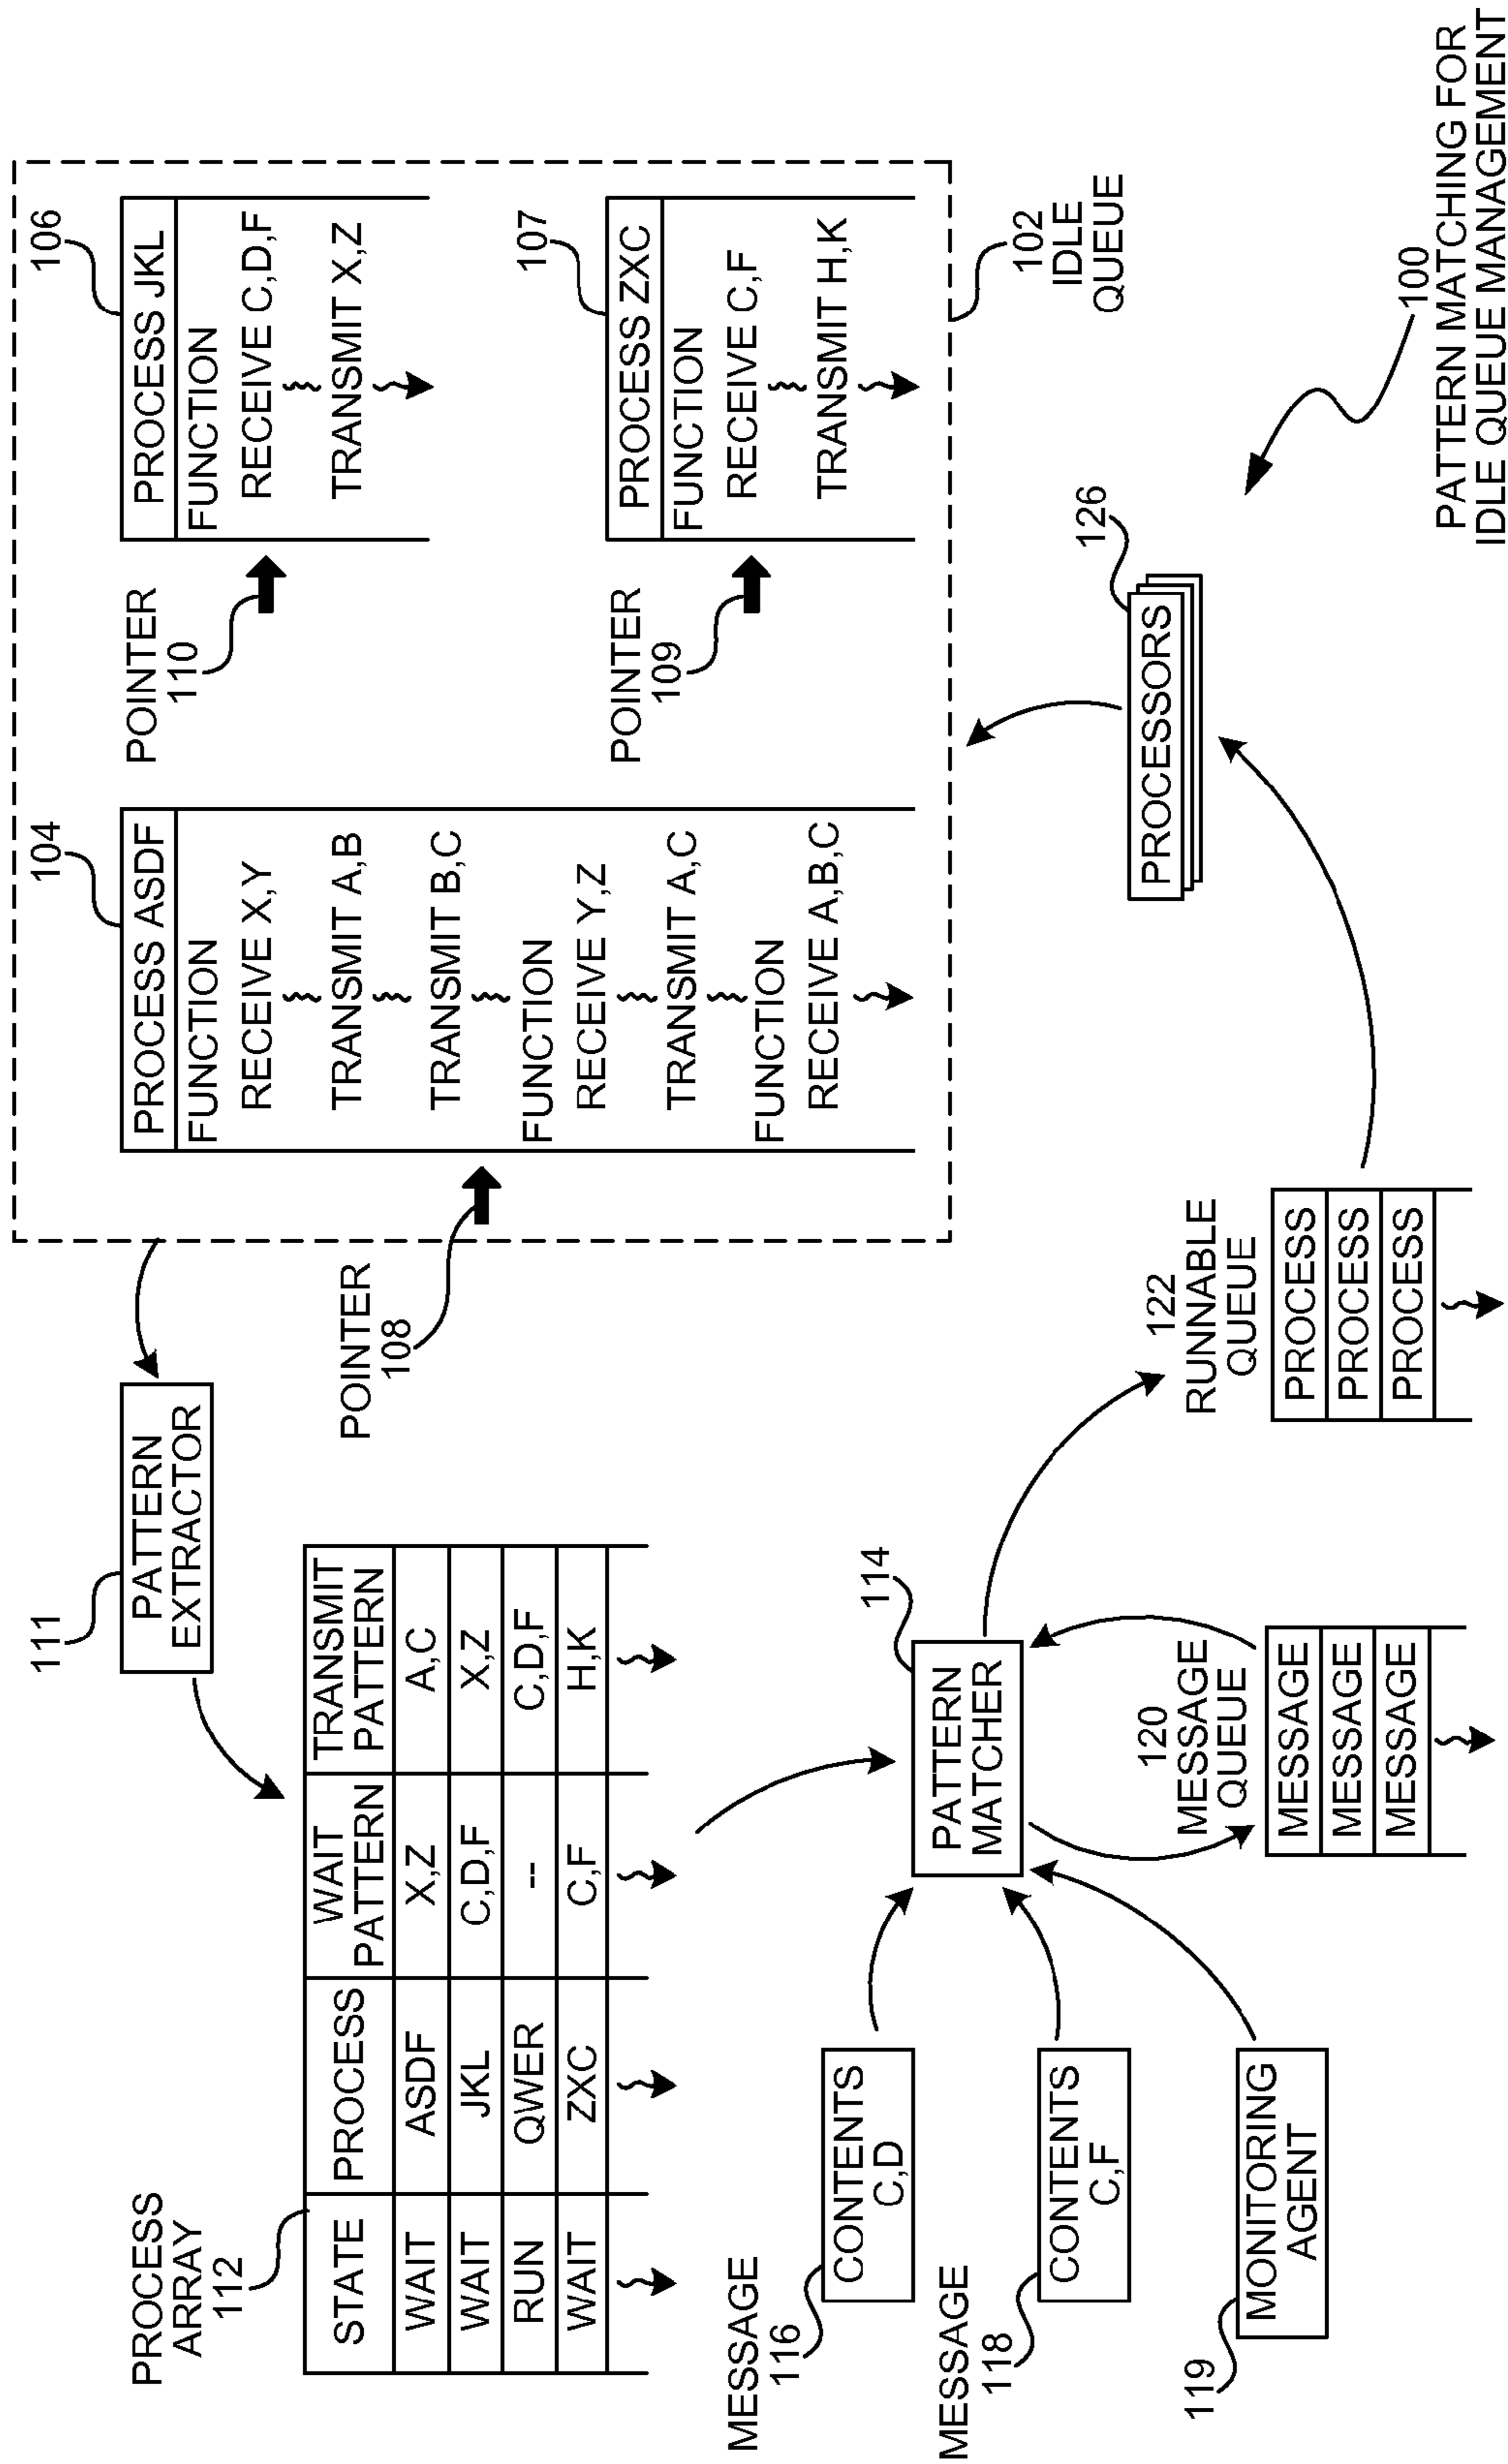 111
PATTERN
EXTRACTOR
PROCESS
ARRAY
112
STATE PROCESS WAIT PATTERN TRANSMIT PATTERN
WAIT ASDF X,Z A,C
WAIT JKL C,D,F X,Z
RUN QWER -- C,D,F
WAIT ZXC C,F H,K
POINTER
108
104
PROCESS ASDF
FUNCTION
RECEIVE X,Y
TRANSMIT A,B
TRANSMIT B,C
FUNCTION
RECEIVE Y,Z
TRANSMIT A,C
FUNCTION
RECEIVE A,B,C
POINTER
110
106
PROCESS JKL
FUNCTION
RECEIVE C,D,F
TRANSMIT X,Z
POINTER
109
107
PROCESS ZXC
FUNCTION
RECEIVE C,F
TRANSMIT H,K
102
IDLE
QUEUE
MESSAGE
116
CONTENTS
C,D
MESSAGE
118
CONTENTS
C,F
119
MONITORING
AGENT
114
PATTERN
MATCHER
120
MESSAGE
QUEUE
MESSAGE
MESSAGE
MESSAGE
122
RUNNABLE
QUEUE
PROCESS
PROCESS
PROCESS
126
PROCESSORS
100
PATTERN MATCHING FOR
IDLE QUEUE MANAGEMENT